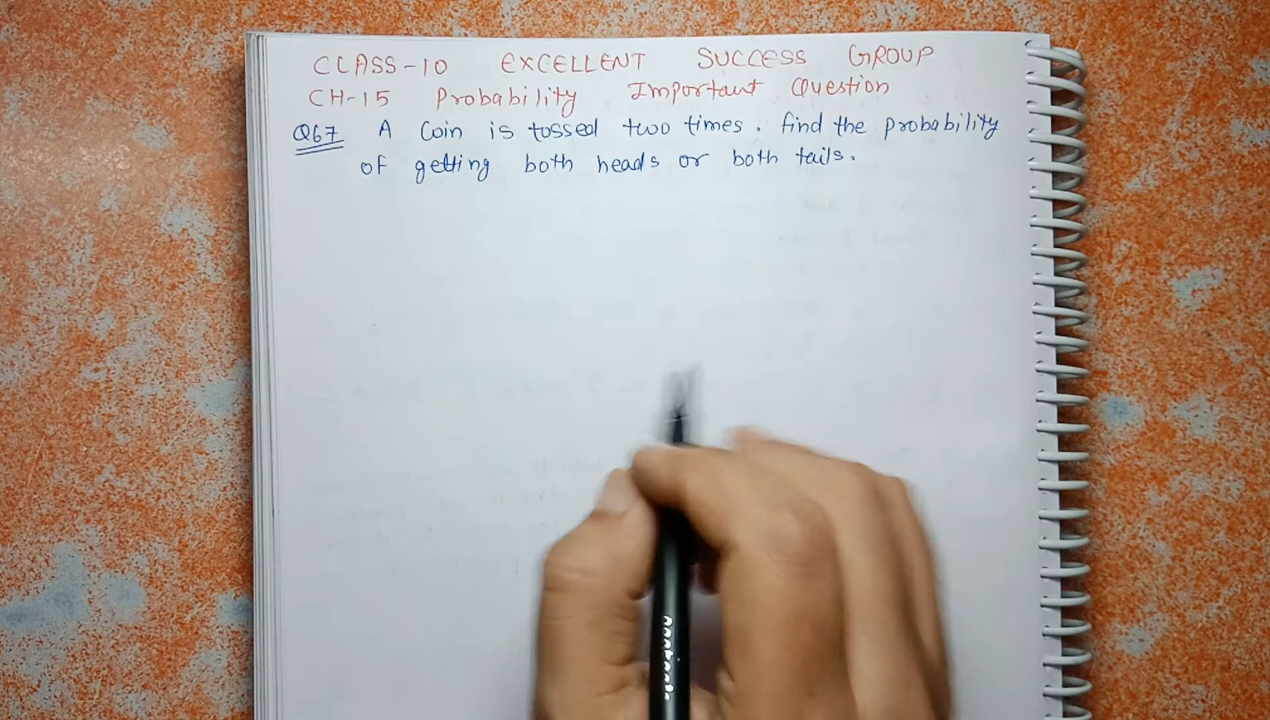 CLASS-10 EXCELLENT SUCCESS GROUP
CH-15 Probability Important Question
Q67 A Coin is tossed two times. find the probability
of getting both heads or both tails.